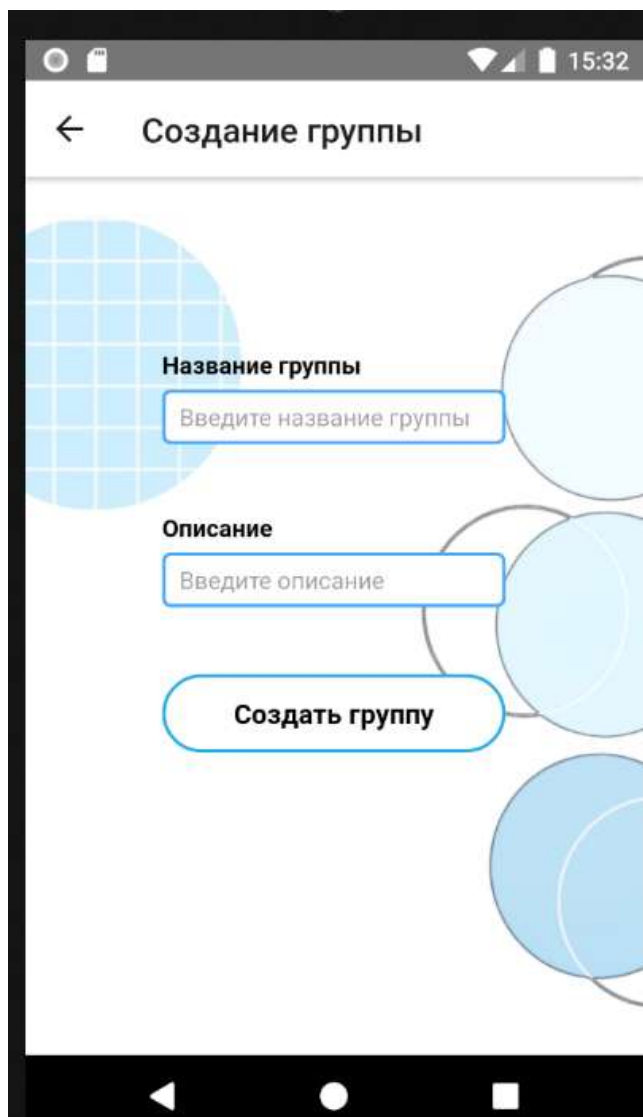 15:32
Создание группы
Название группы
Введите название группы
Описание
Введите описание
Создать группу